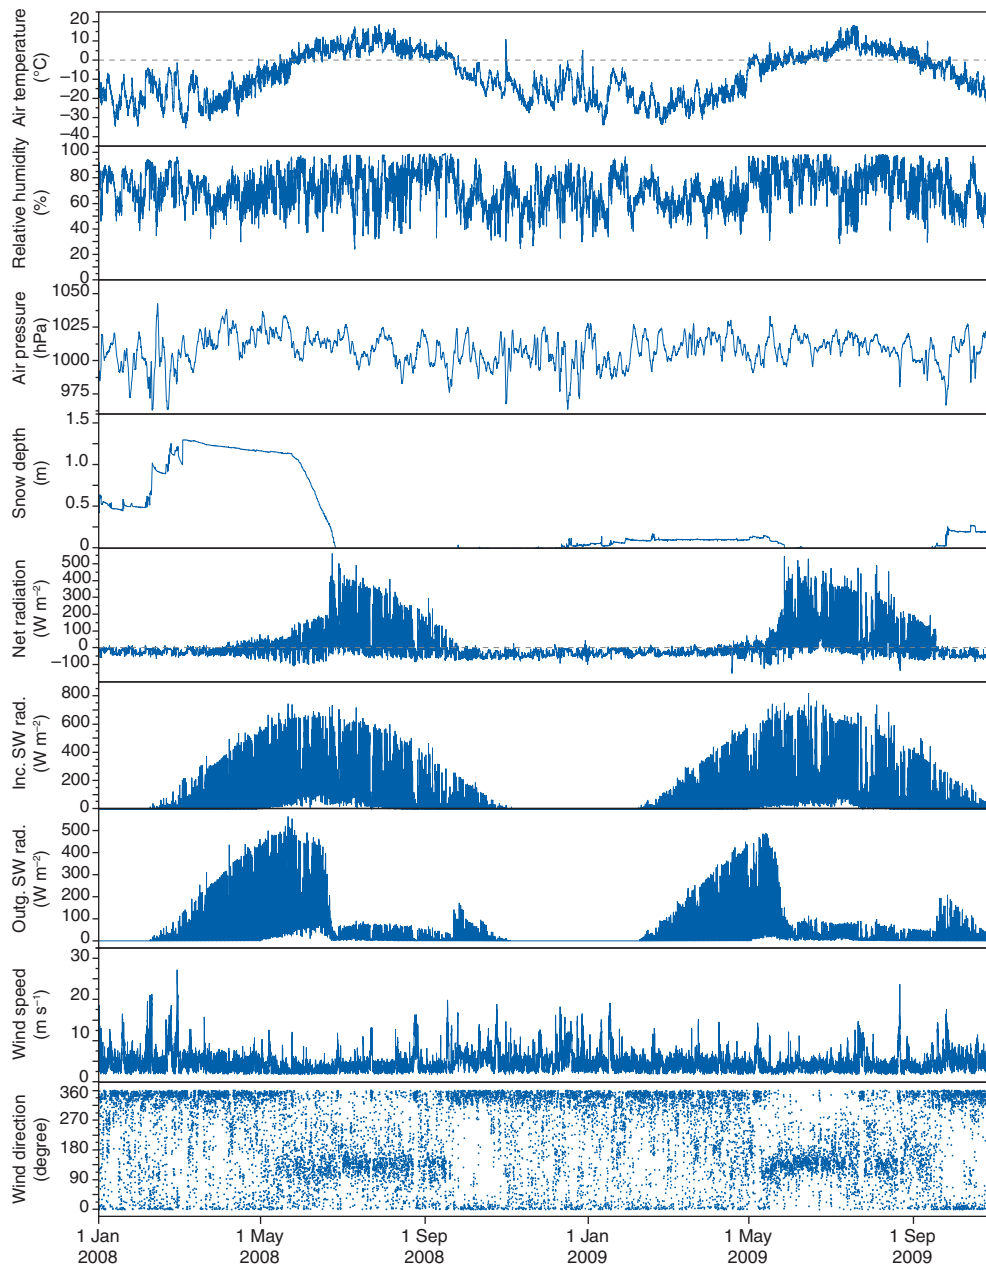 Air temperature
(°C)
20
10
0
−10
−20
−30
−40
Relative humidity
(%)
100
80
60
40
20
0
Air pressure
(hPa)
1050
1025
1000
975
Snow depth
(m)
1.5
1.0
0.5
0
Net radiation
(W m−2)
500
400
300
200
100
0
−100
Inc. SW rad.
(W m−2)
800
600
400
200
0
Outg. SW rad.
(W m−2)
500
400
300
200
100
0
Wind speed
(m s−1)
30
20
10
0
Wind direction
(degree)
360
270
180
90
0
1 Jan
2008
1 May
2008
1 Sep
2008
1 Jan
2009
1 May
2009
1 Sep
2009